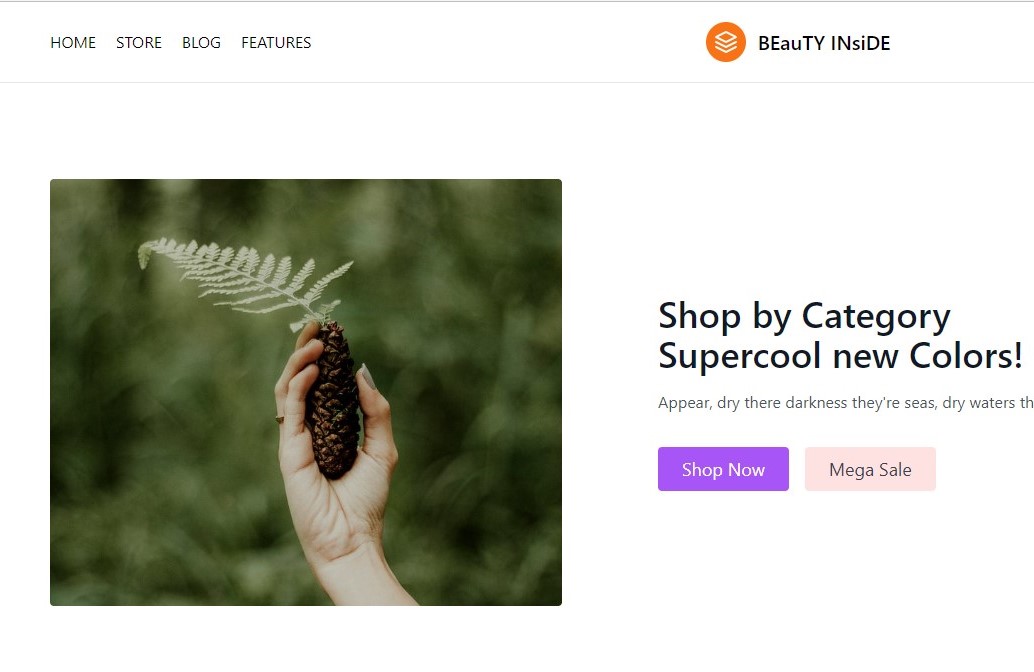 HOME STORE BLOG FEATURES
BEauTY INsiDE
Shop by Category
Supercool new Colors!
Appear, dry there darkness they're seas, dry waters th
Shop Now
Mega Sale